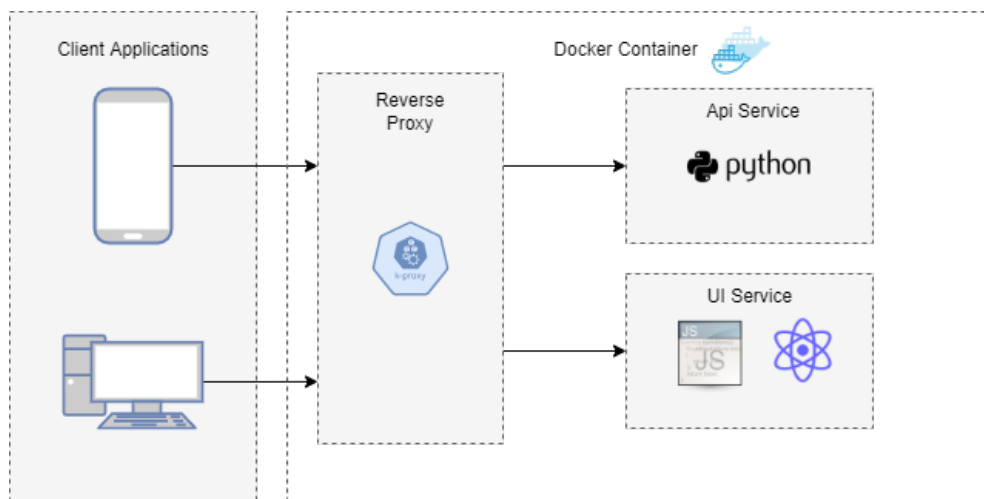 Client Applications
Docker Container
Reverse
Proxy
k-proxy
Api Service
python
UI Service
JS
JS